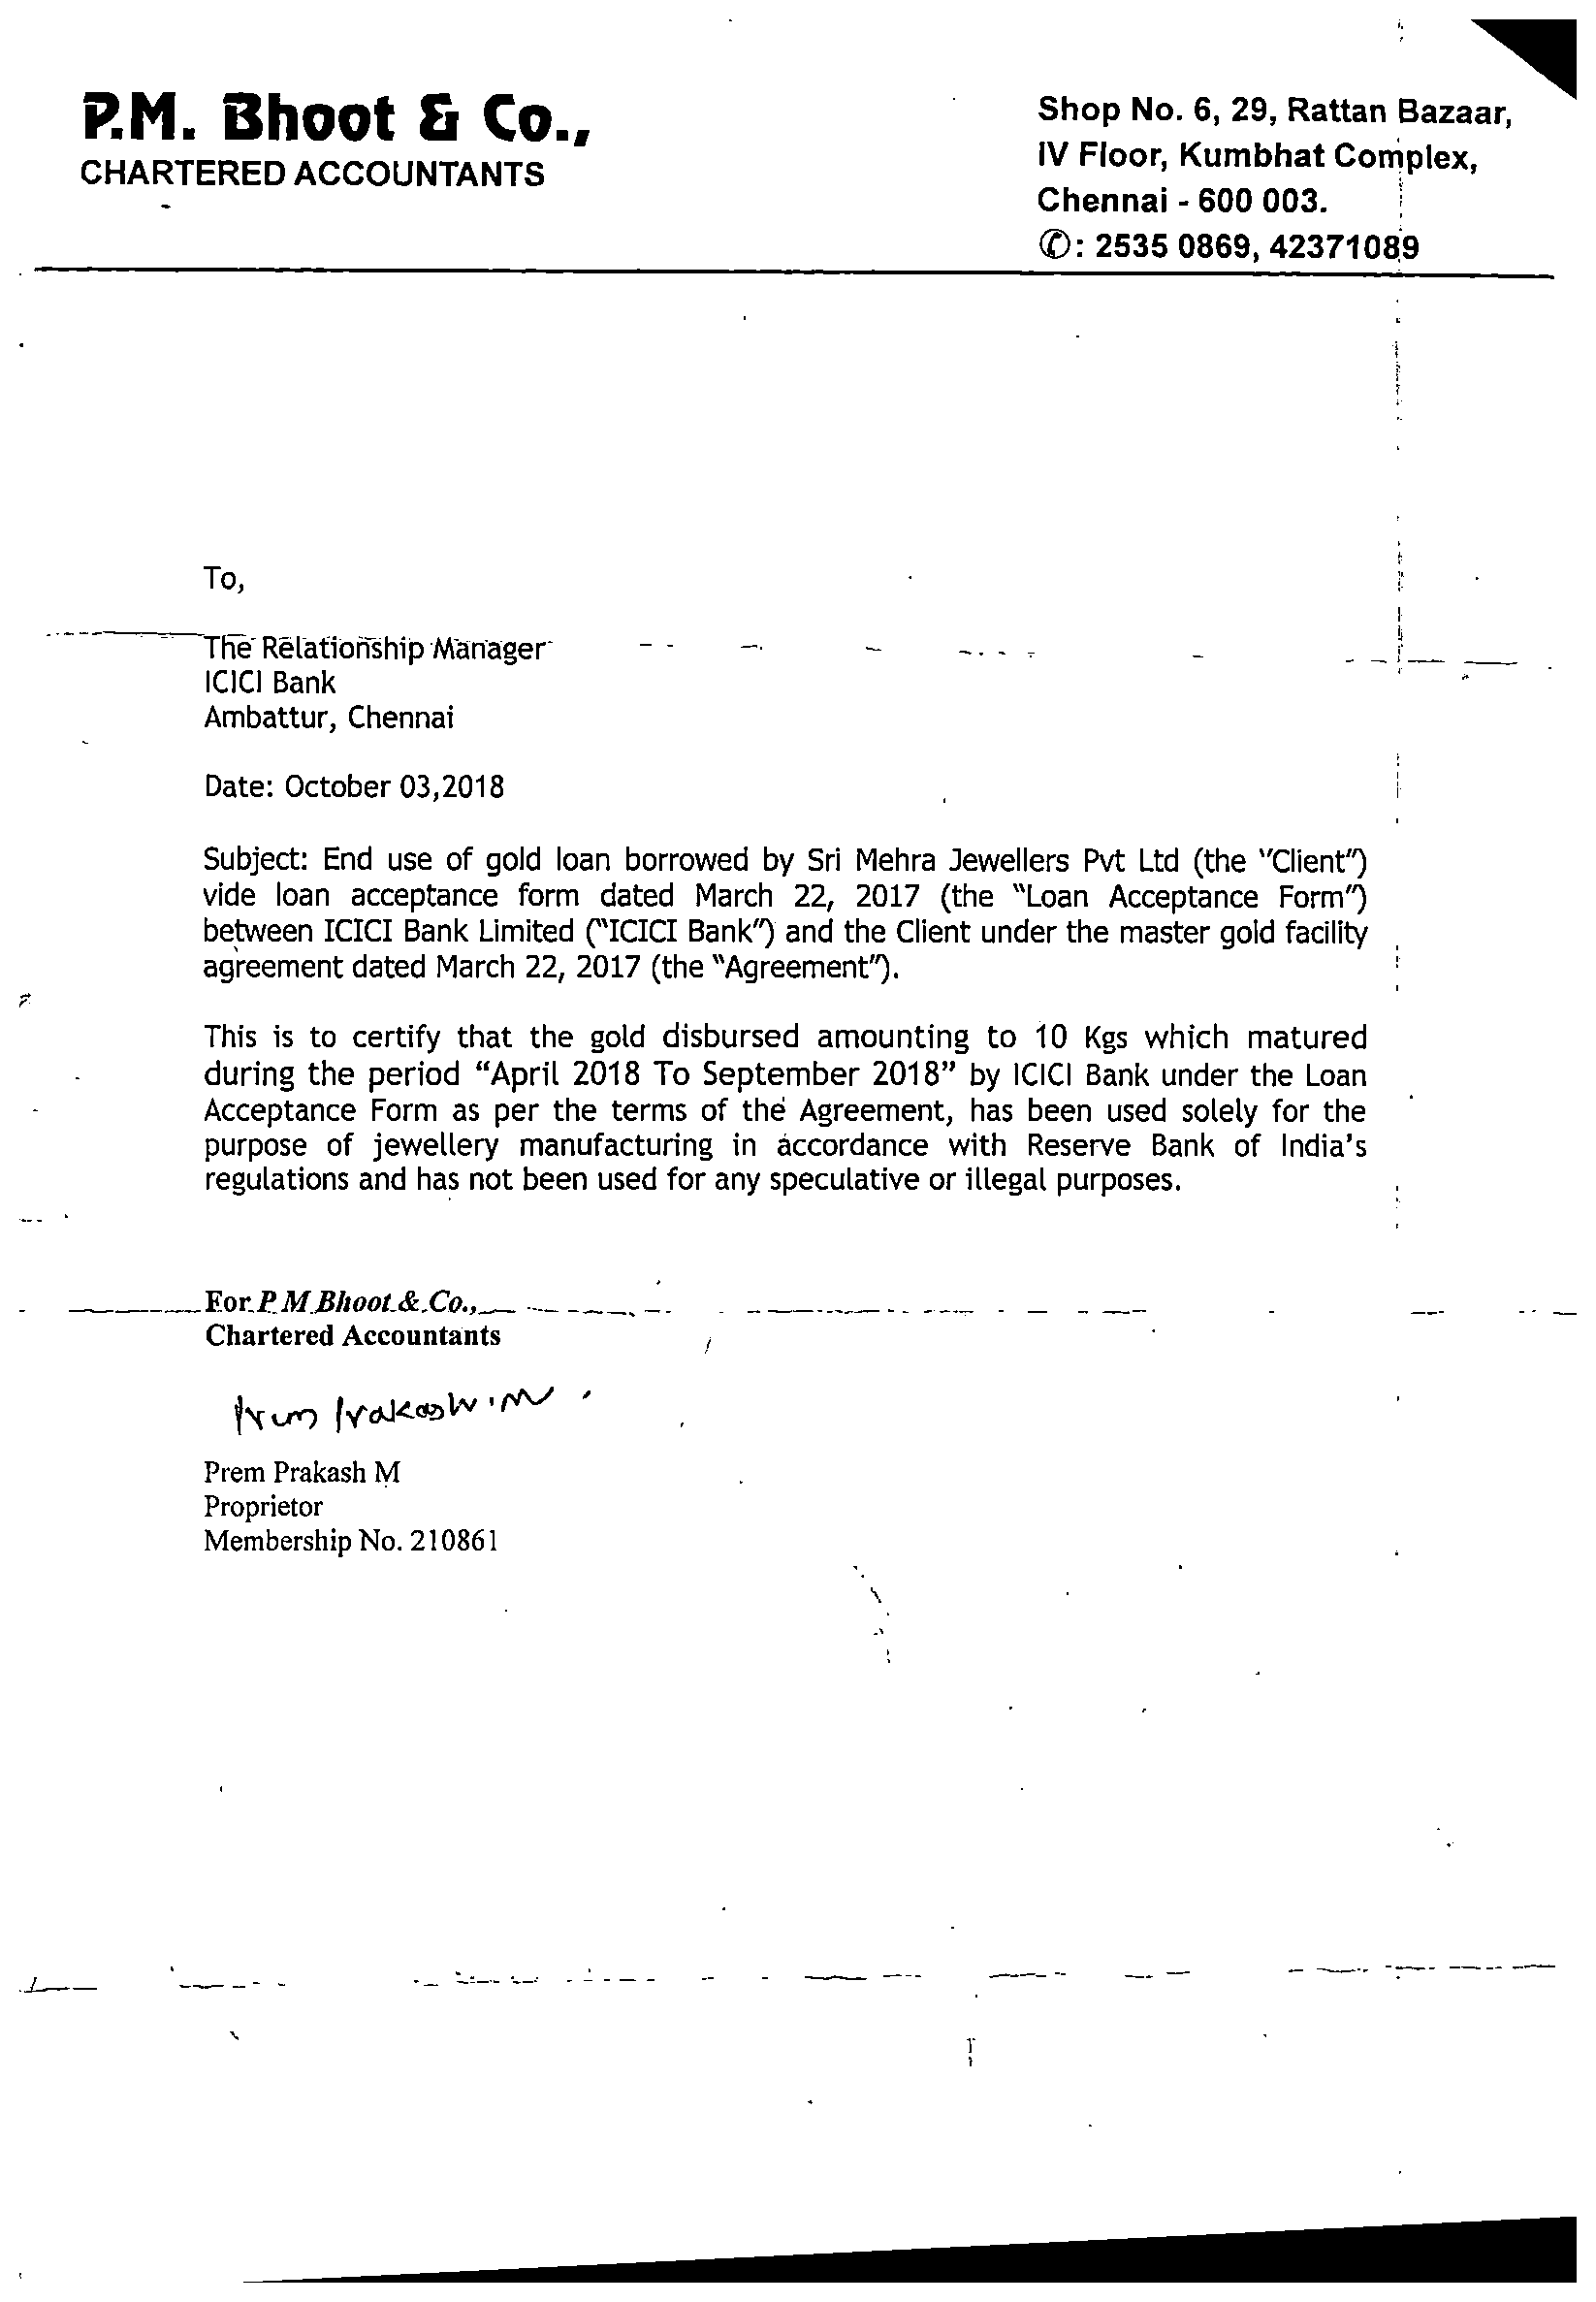 P.M. Bhoot & Co.,
CHARTERED ACCOUNTANTS
Shop No. 6, 29, Rattan Bazaar,
IV Floor, Kumbhat Complex,
Chennai - 600 003.
✆: 2535 0869, 42371089
To,
The Relationship Manager
ICICI Bank
Ambattur, Chennai
Date: October 03,2018
Subject: End use of gold loan borrowed by Sri Mehra Jewellers Pvt Ltd (the "Client")
vide loan acceptance form dated March 22, 2017 (the "Loan Acceptance Form")
between ICICI Bank Limited ("ICICI Bank") and the Client under the master gold facility
agreement dated March 22, 2017 (the "Agreement").
This is to certify that the gold disbursed amounting to 10 Kgs which matured
during the period “April 2018 To September 2018” by ICICI Bank under the Loan
Acceptance Form as per the terms of the Agreement, has been used solely for the
purpose of jewellery manufacturing in accordance with Reserve Bank of India's
regulations and has not been used for any speculative or illegal purposes.
For P M Bhoot & Co.,
Chartered Accountants
Prem Prakash M
Prem Prakash M
Proprietor
Membership No. 210861